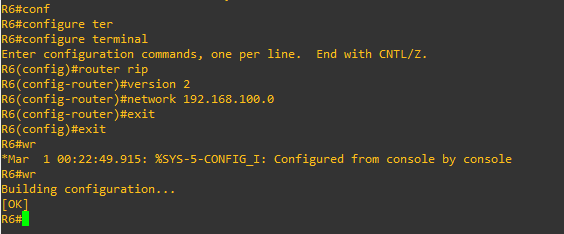 R6#conf
R6#configure ter
R6#configure terminal
Enter configuration commands, one per line.  End with CNTL/Z.
R6(config)#router rip
R6(config-router)#version 2
R6(config-router)#network 192.168.100.0
R6(config-router)#exit
R6(config)#exit
R6#wr
*Mar  1 00:22:49.915: %SYS-5-CONFIG_I: Configured from console by console
R6#wr
Building configuration...
[OK]
R6#